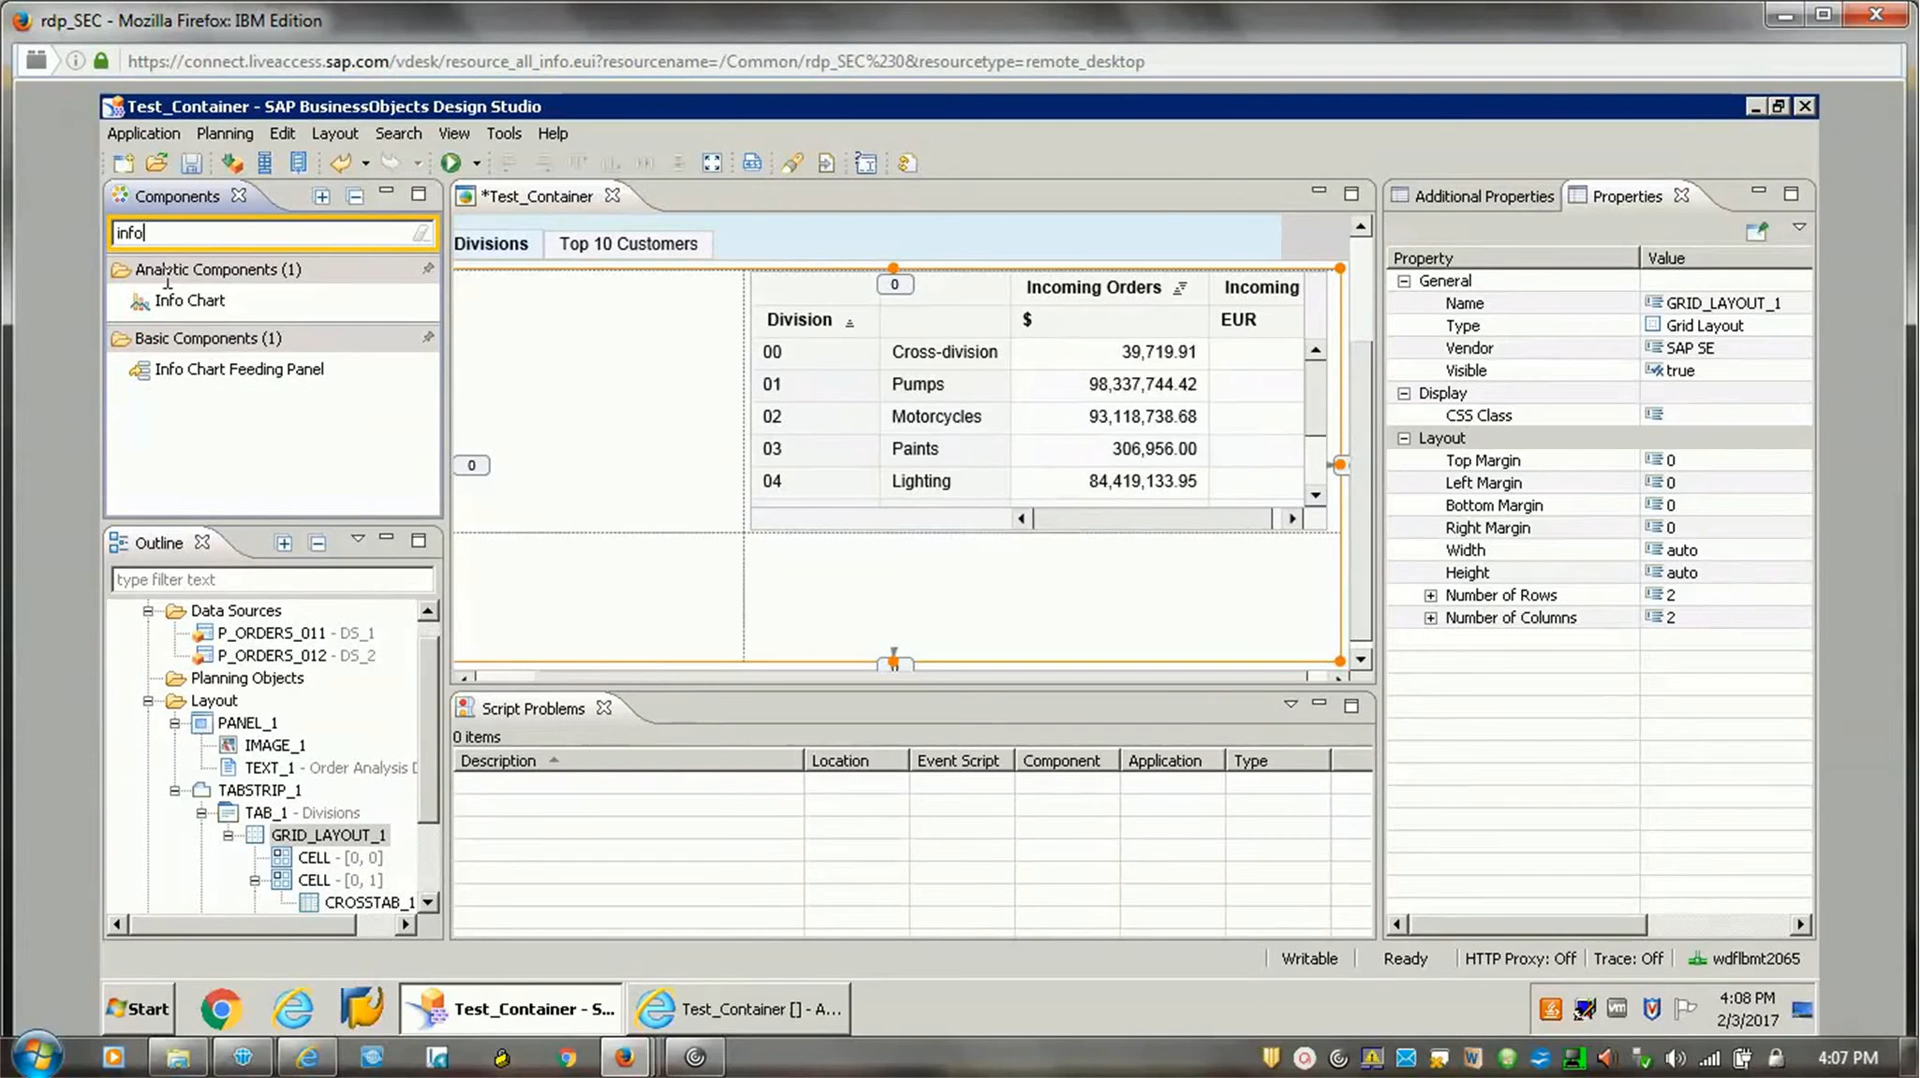 rdp_SEC - Mozilla Firefox: IBM Edition
https://connect.liveaccess.sap.com/vdesk/resource_all_info.eui?resourcename=/Common/rdp_SEC%230&resourcetype=remote_desktop
Test_Container - SAP BusinessObjects Design Studio
Application Planning Edit Layout Search View Tools Help
Components
info
Analytic Components (1)
Info Chart
Basic Components (1)
Info Chart Feeding Panel
Outline
type filter text
Data Sources
P_ORDERS_011 - DS_1
P_ORDERS_012 - DS_2
Planning Objects
Layout
PANEL_1
IMAGE_1
TEXT_1 - Order Analysis
TABSTRIP_1
TAB_1 - Divisions
GRID_LAYOUT_1
CELL - [0, 0]
CELL - [0, 1]
CROSSTAB_1
*Test_Container
Divisions Top 10 Customers
0
Incoming Orders Incoming
Division $ EUR
00 Cross-division 39,719.91
01 Pumps 98,337,744.42
02 Motorcycles 93,118,738.68
03 Paints 306,956.00
0
04 Lighting 84,419,133.95
Script Problems
0 items
Description Location Event Script Component Application Type
Additional Properties Properties
Property Value
General
Name GRID_LAYOUT_1
Type Grid Layout
Vendor SAP SE
Visible true
Display
CSS Class
Layout
Top Margin 0
Left Margin 0
Bottom Margin 0
Right Margin 0
Width auto
Height auto
Number of Rows 2
Number of Columns 2
Writable Ready HTTP Proxy: Off Trace: Off wdflbmt2065
Start Test_Container - S... Test_Container [] - A...
4:08 PM
2/3/2017
4:07 PM